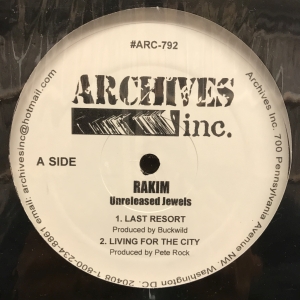 #ARC-792
ARCHIVES
inc.
A SIDE
RAKIM
Unreleased Jewels
1. LAST RESORT
Produced by Buckwild
2. LIVING FOR THE CITY
Produced by Pete Rock
Archives Inc. 700 Pennsylvania Avenue NW. Washington DC. 20408 1-800-234-8861 email: archivesinc@hotmail.com